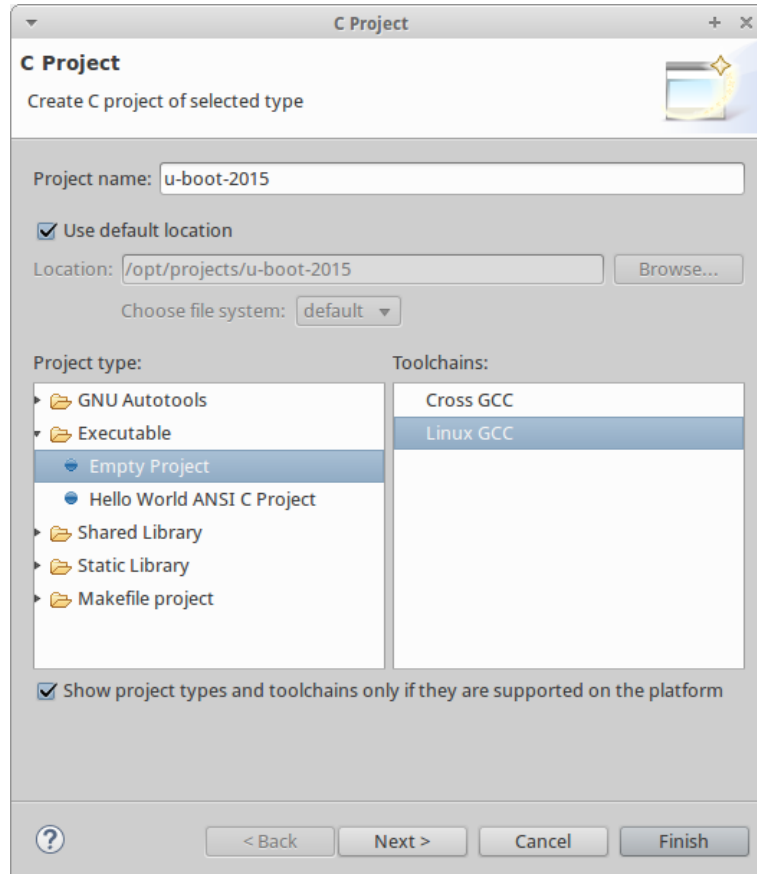 C Project
C Project
Create C project of selected type
Project name: u-boot-2015
Use default location
Location: /opt/projects/u-boot-2015 Browse...
Choose file system: default
Project type: Toolchains:
GNU Autotools Cross GCC
Executable Linux GCC
Empty Project
Hello World ANSI C Project
Shared Library
Static Library
Makefile project
Show project types and toolchains only if they are supported on the platform
? < Back Next > Cancel Finish